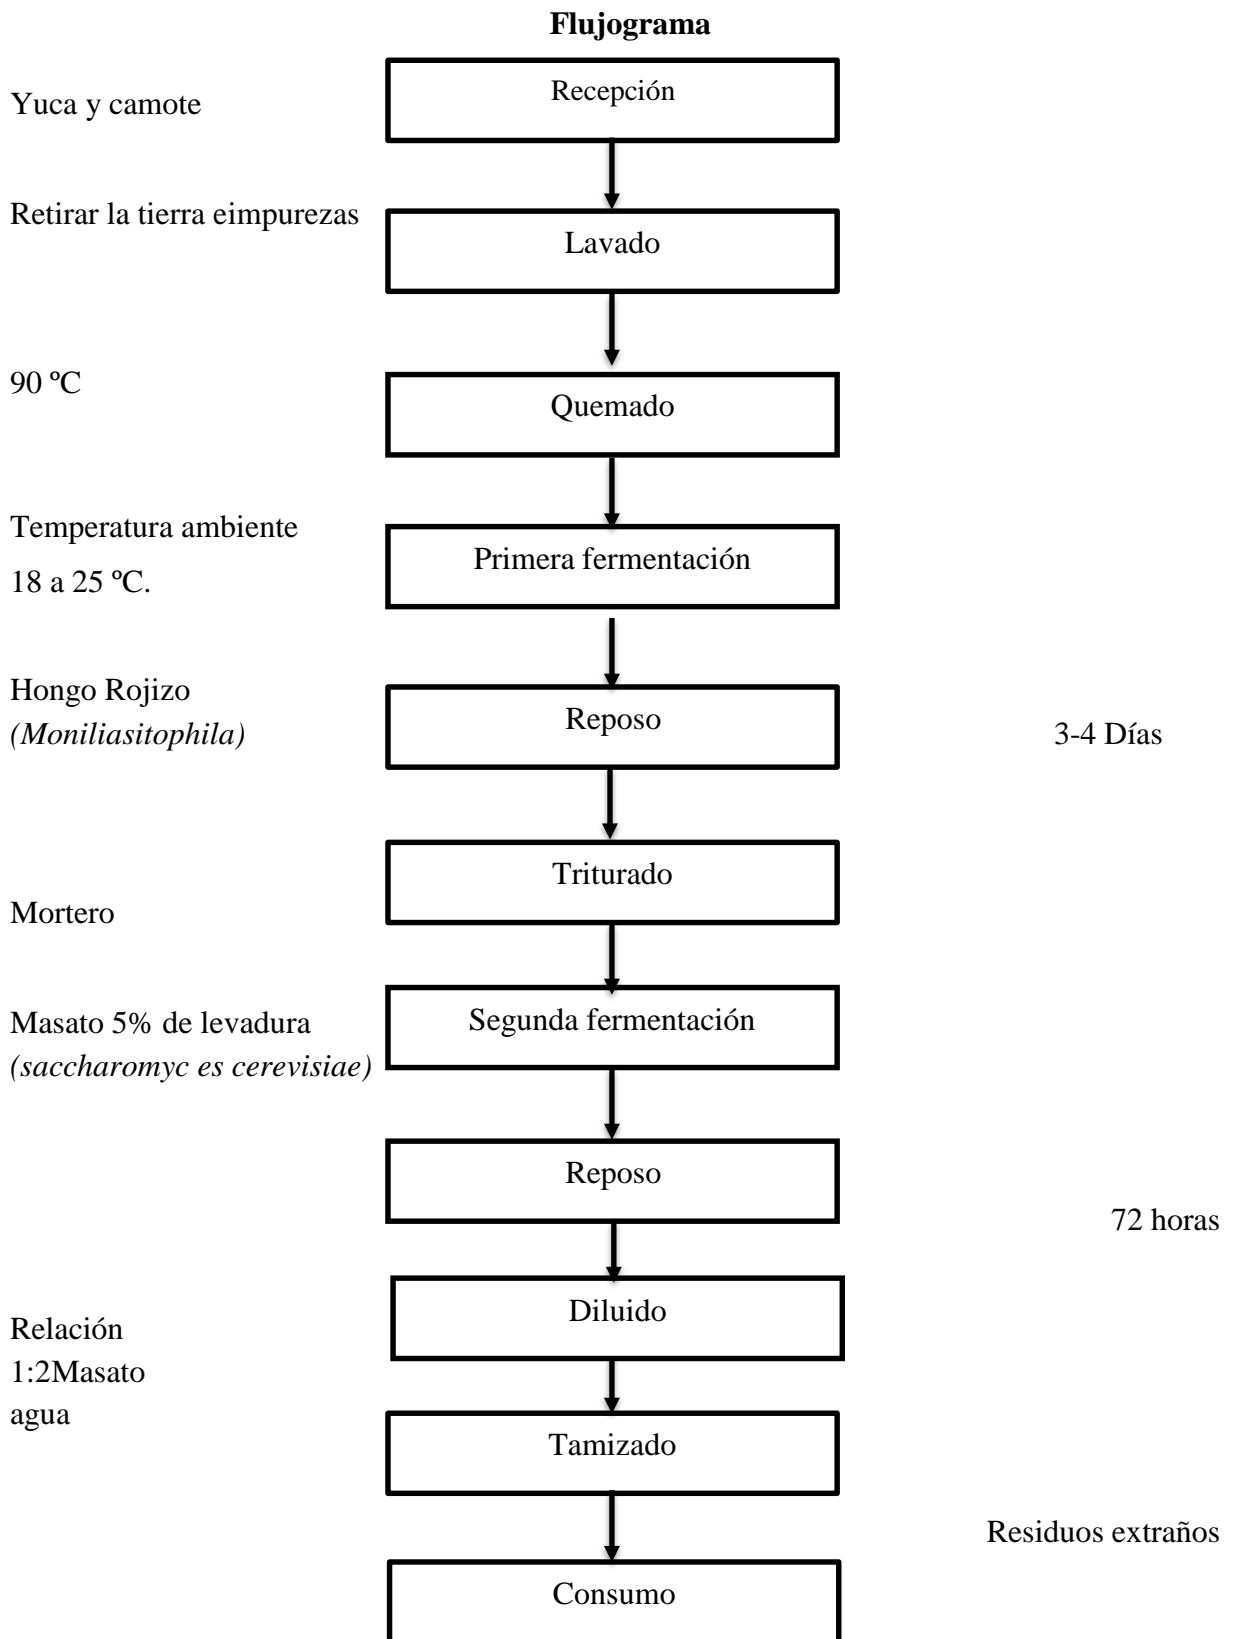 Flujograma
Recepción
Yuca y camote
Retirar la tierra eimpurezas
Lavado
90 ºC
Quemado
Temperatura ambiente
18 a 25 ºC.
Primera fermentación
Hongo Rojizo
(Moniliasitophila)
Reposo
3-4 Días
Triturado
Mortero
Segunda fermentación
Masato 5% de levadura
(saccharomyc es cerevisiae)
Reposo
72 horas
Diluido
Relación
1:2Masato
agua
Tamizado
Residuos extraños
Consumo